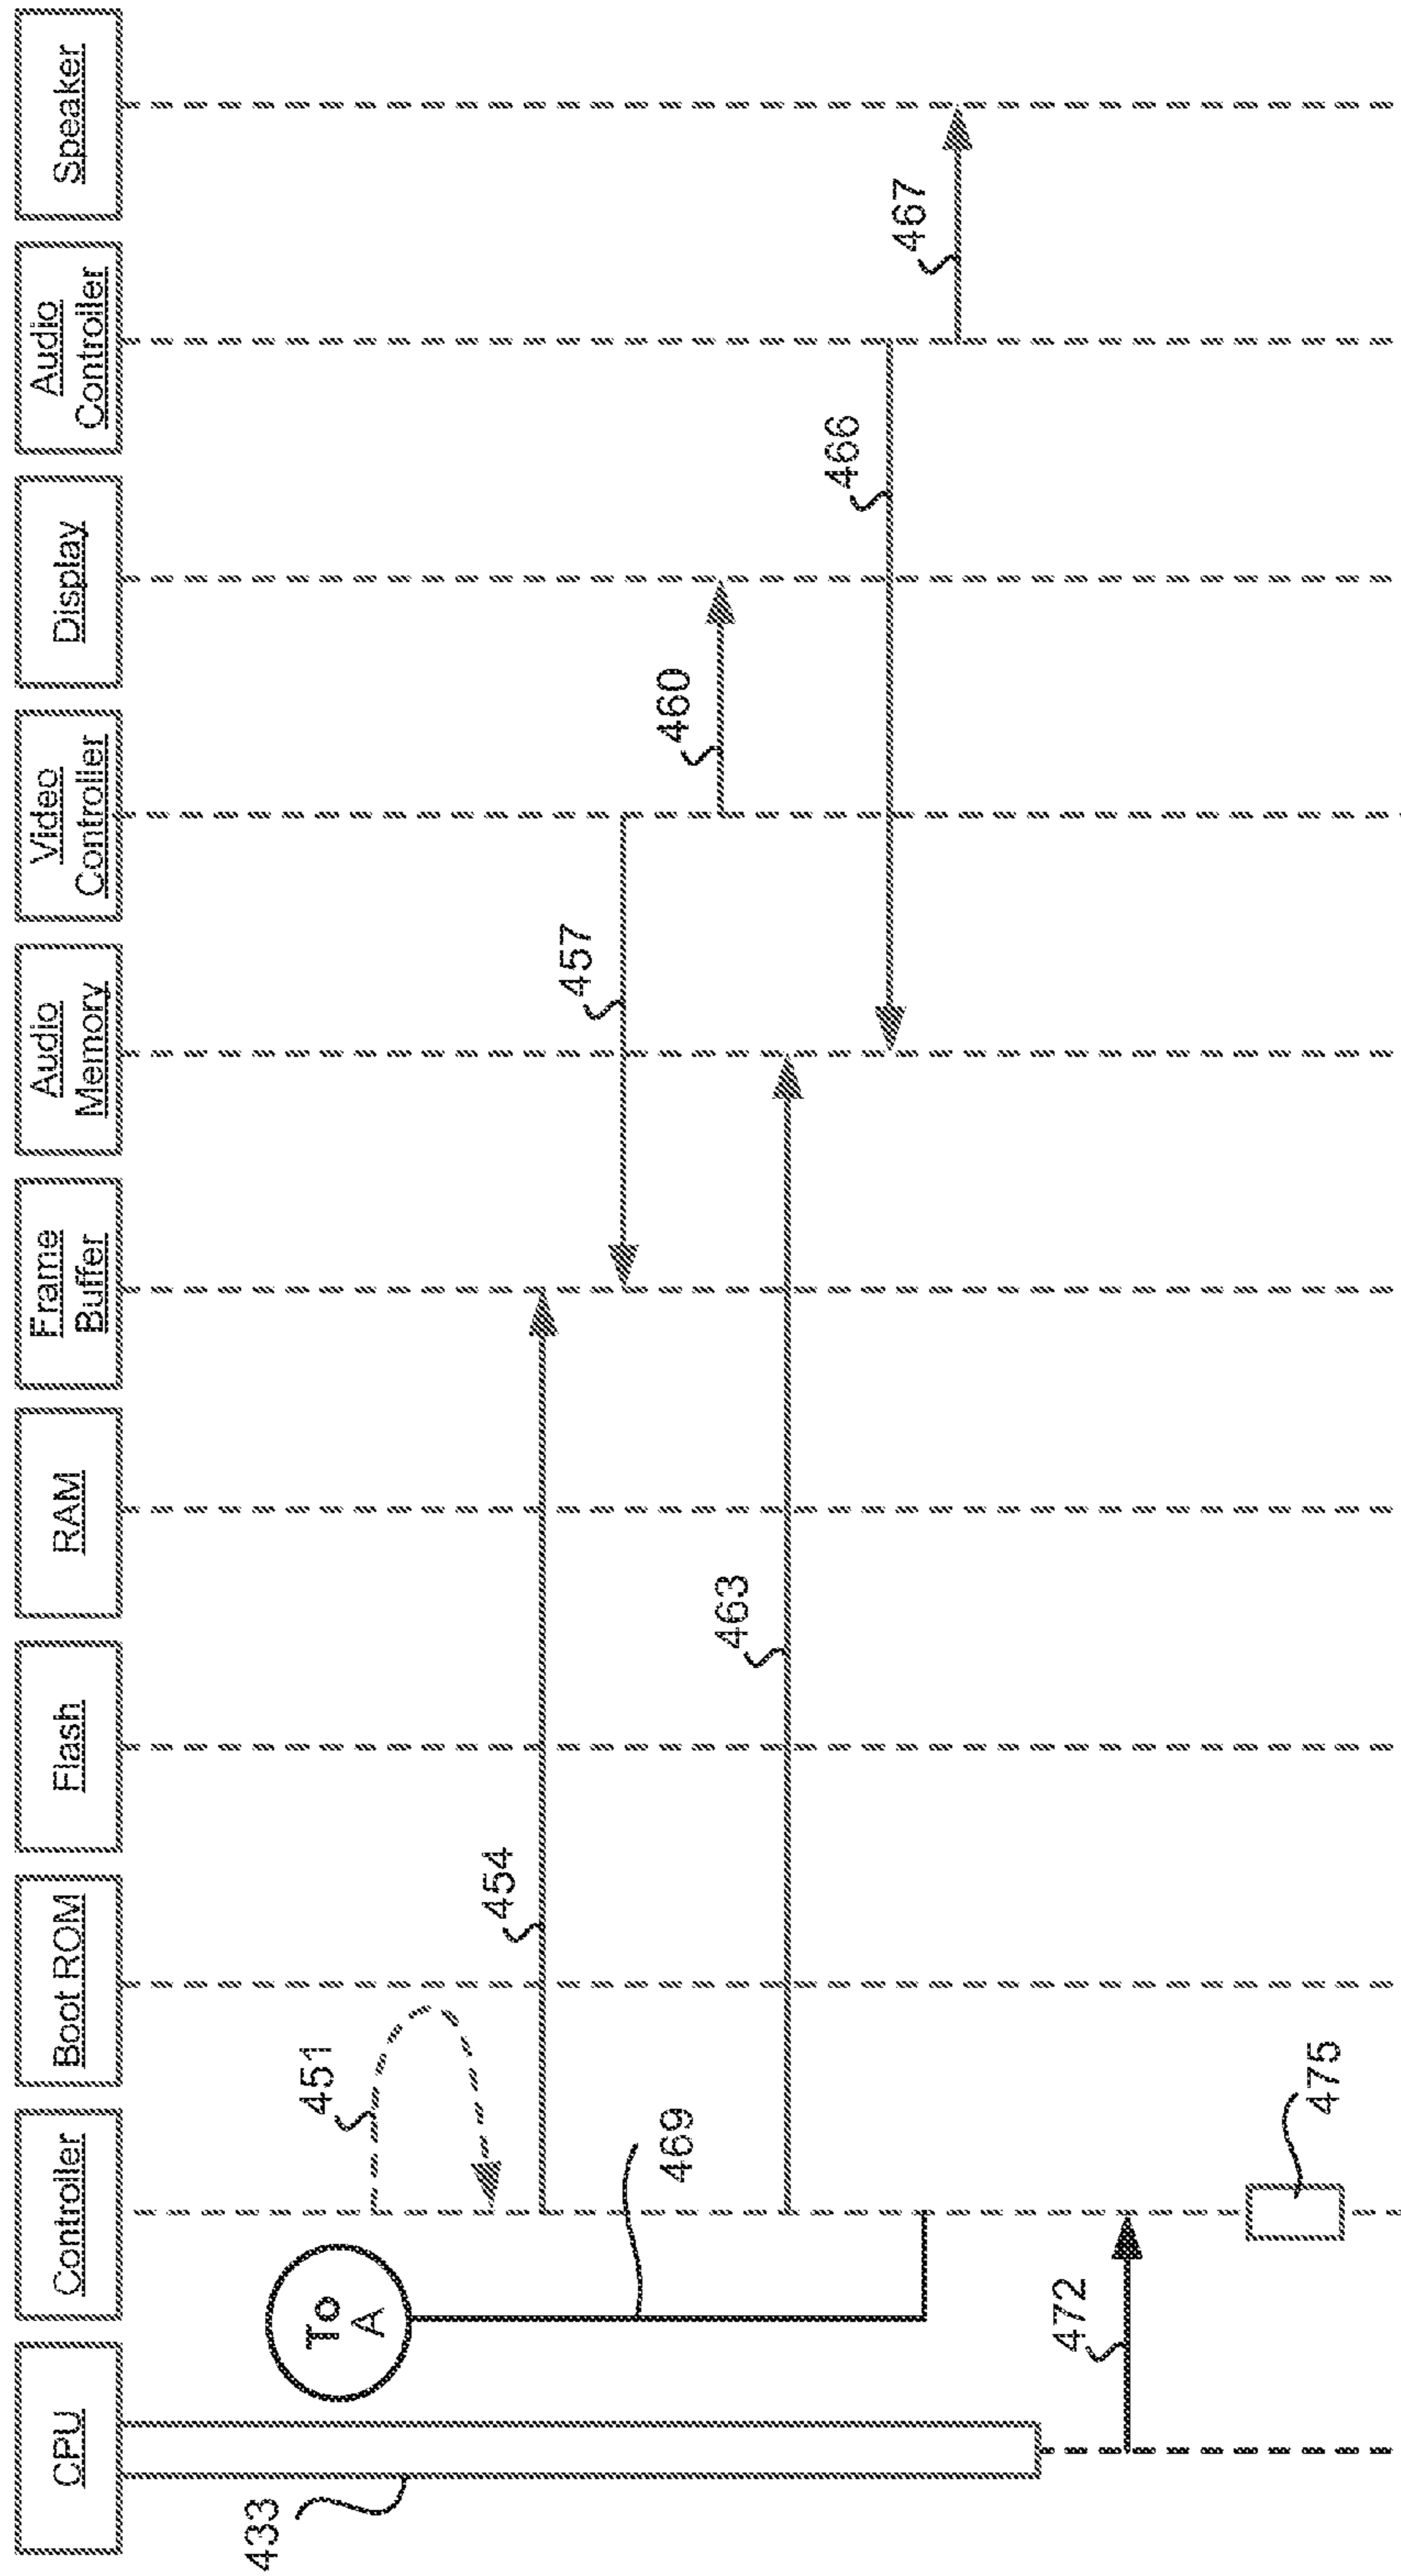 CPU
Controller
Boot ROM
Flash
RAM
Frame
Buffer
Audio
Memory
Video
Controller
Display
Audio
Controller
Speaker
433
To
A
451
454
457
469
460
463
466
467
472
475